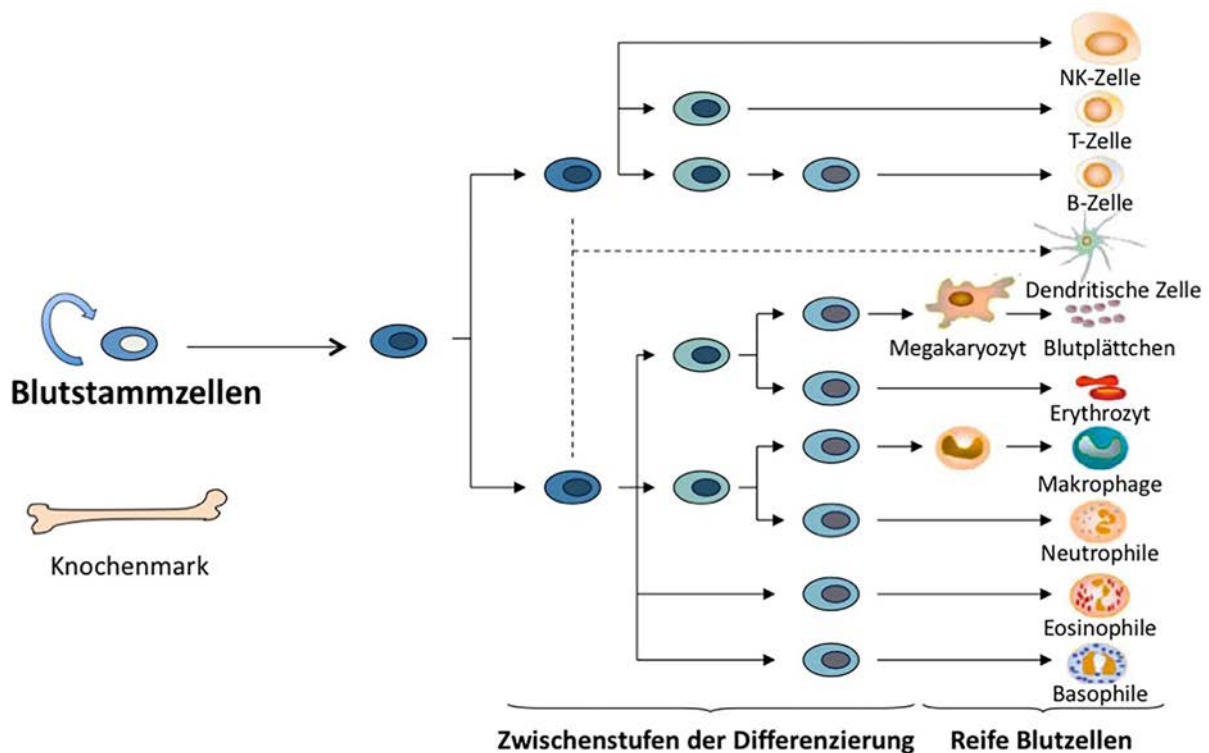 NK-Zelle
T-Zelle
B-Zelle
Dendritische Zelle
Megakaryozyt
Blutplättchen
Blutstammzellen
Erythrozyt
Makrophage
Knochenmark
Neutrophile
Eosinophile
Basophile
Zwischenstufen der Differenzierung
Reife Blutzellen